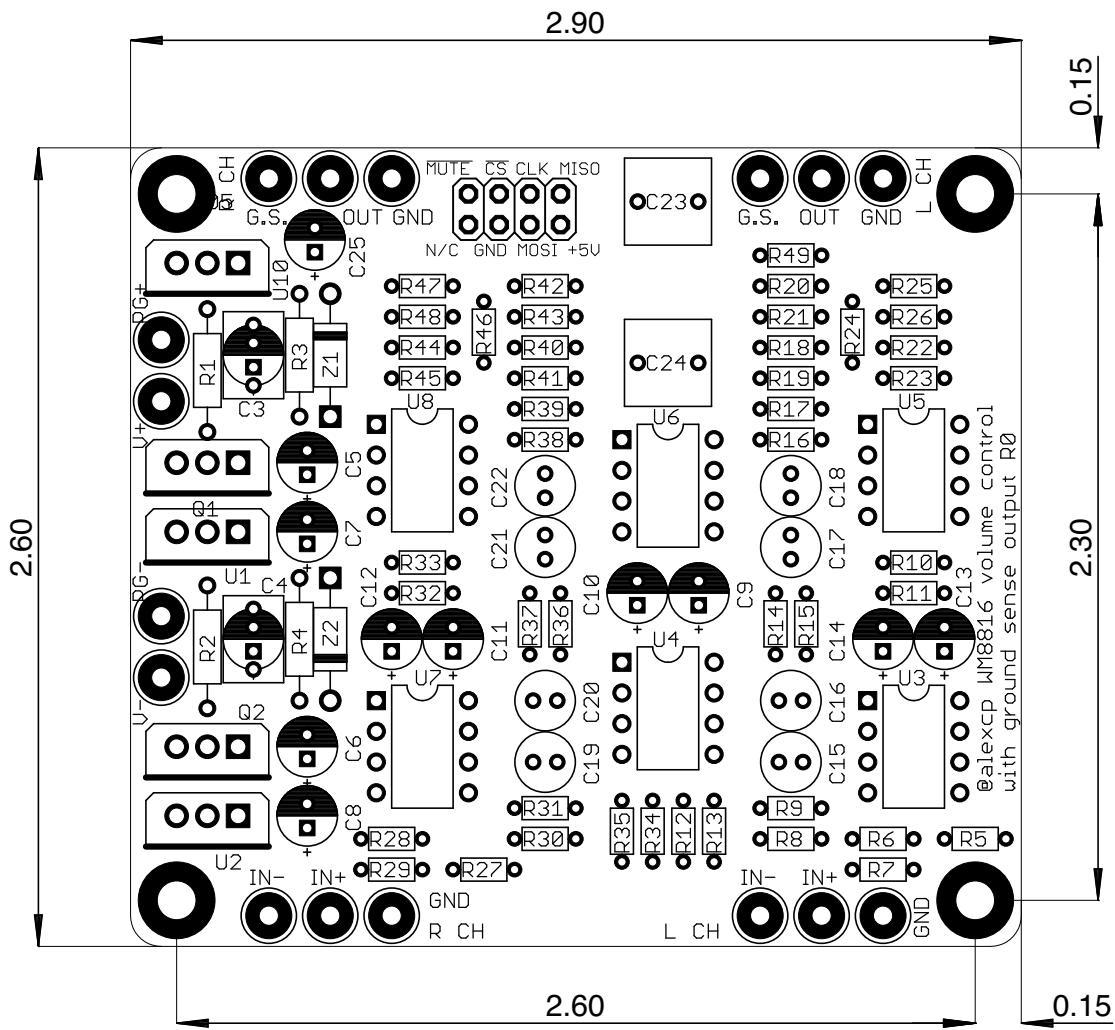 2.90
0.15
R CH
MUTE CS CLK MISO
L CH
G.S. OUT GND
G.S. OUT GND
C23
N/C GND MOSI +5V
C25
U10
R49
R47 R42 R20 R25
PG+
R48 R46 R43 R21 R24 R26
R1 R3 Z1
R44 R40 C24 R18 R22
R45 R41 R19 R23
C3 U8 R39 U6 R17 U5
V+
R38 R16
C5 C22 C18
Q1 C7 C21 C17
2.60
2.30
PG-
U1 C4 C12 R33 R10 C13
R32 C10 C9 R11
R2 R4 Z2 C11 R37 R36 U4 R14 R15 C14
U7 U3
V-
Q2 C6 C20 C16
C19 C15
@alexcp WM8816 volume control
with ground sense output R0
C8 R31 R9
R28 R30 R35 R34 R12 R13 R8 R6 R5
U2 R29 R27 R7
IN- IN+ GND
R CH
IN- IN+ GND
L CH
2.60
0.15